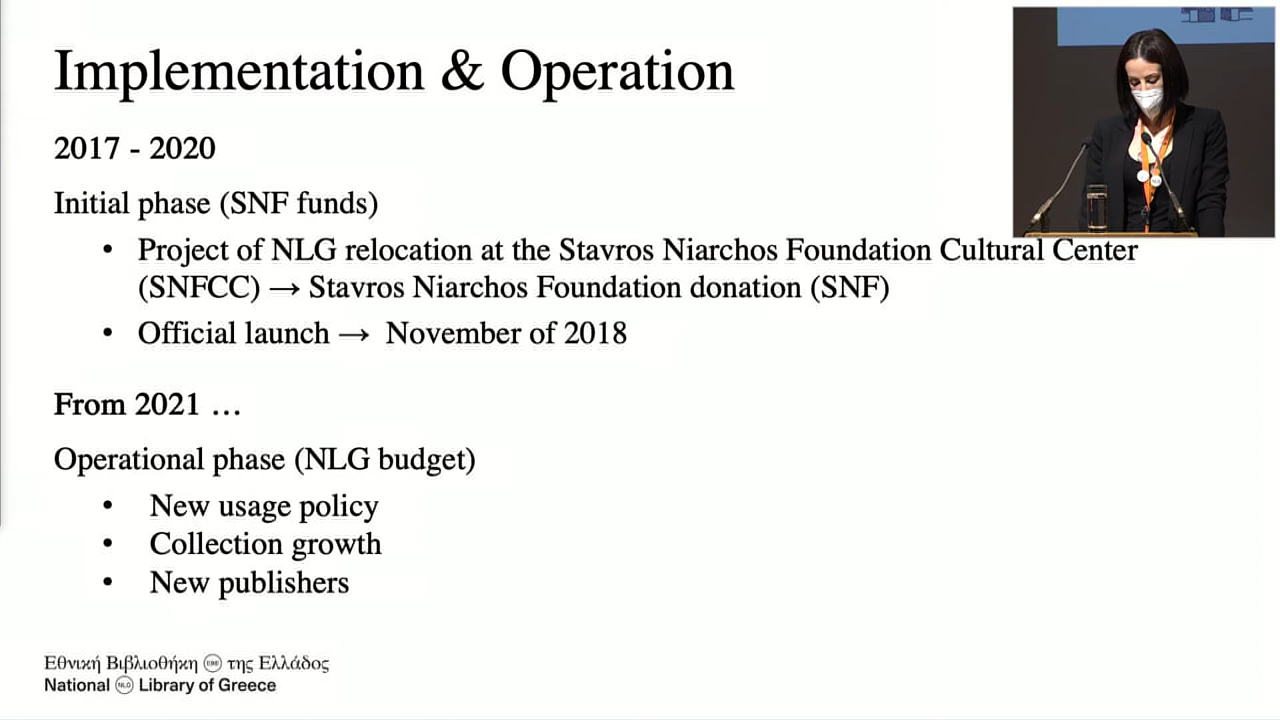 Implementation & Operation
2017 - 2020
Initial phase (SNF funds)
• Project of NLG relocation at the Stavros Niarchos Foundation Cultural Center
(SNFCC) → Stavros Niarchos Foundation donation (SNF)
• Official launch → November of 2018
From 2021 …
Operational phase (NLG budget)
• New usage policy
• Collection growth
• New publishers
Εθνική Βιβλιοθήκη ΕΒΕ της Ελλάδος
National NLG Library of Greece